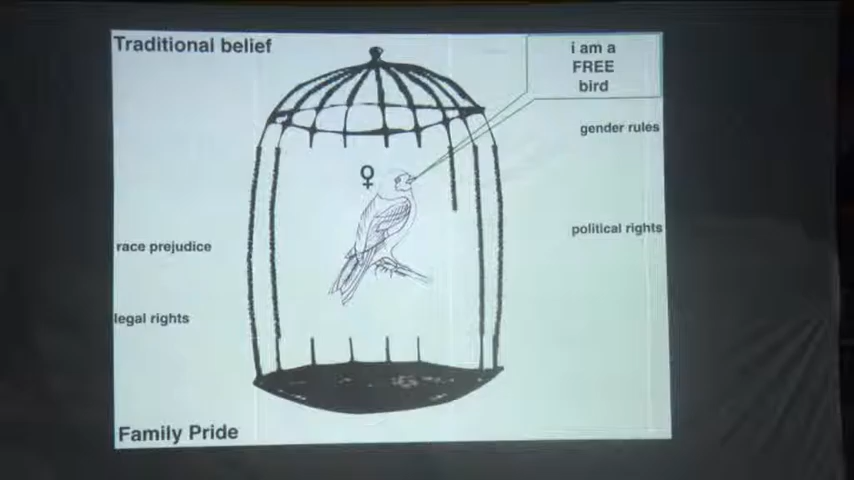 Traditional belief
i am a
FREE
bird
gender rules
♀
political rights
race prejudice
legal rights
Family Pride